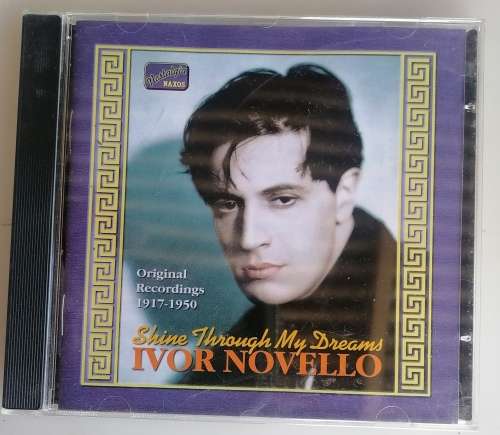 Nostalgia
NAXOS
Original
Recordings
1917-1950
Shine Through My Dreams
IVOR NOVELLO